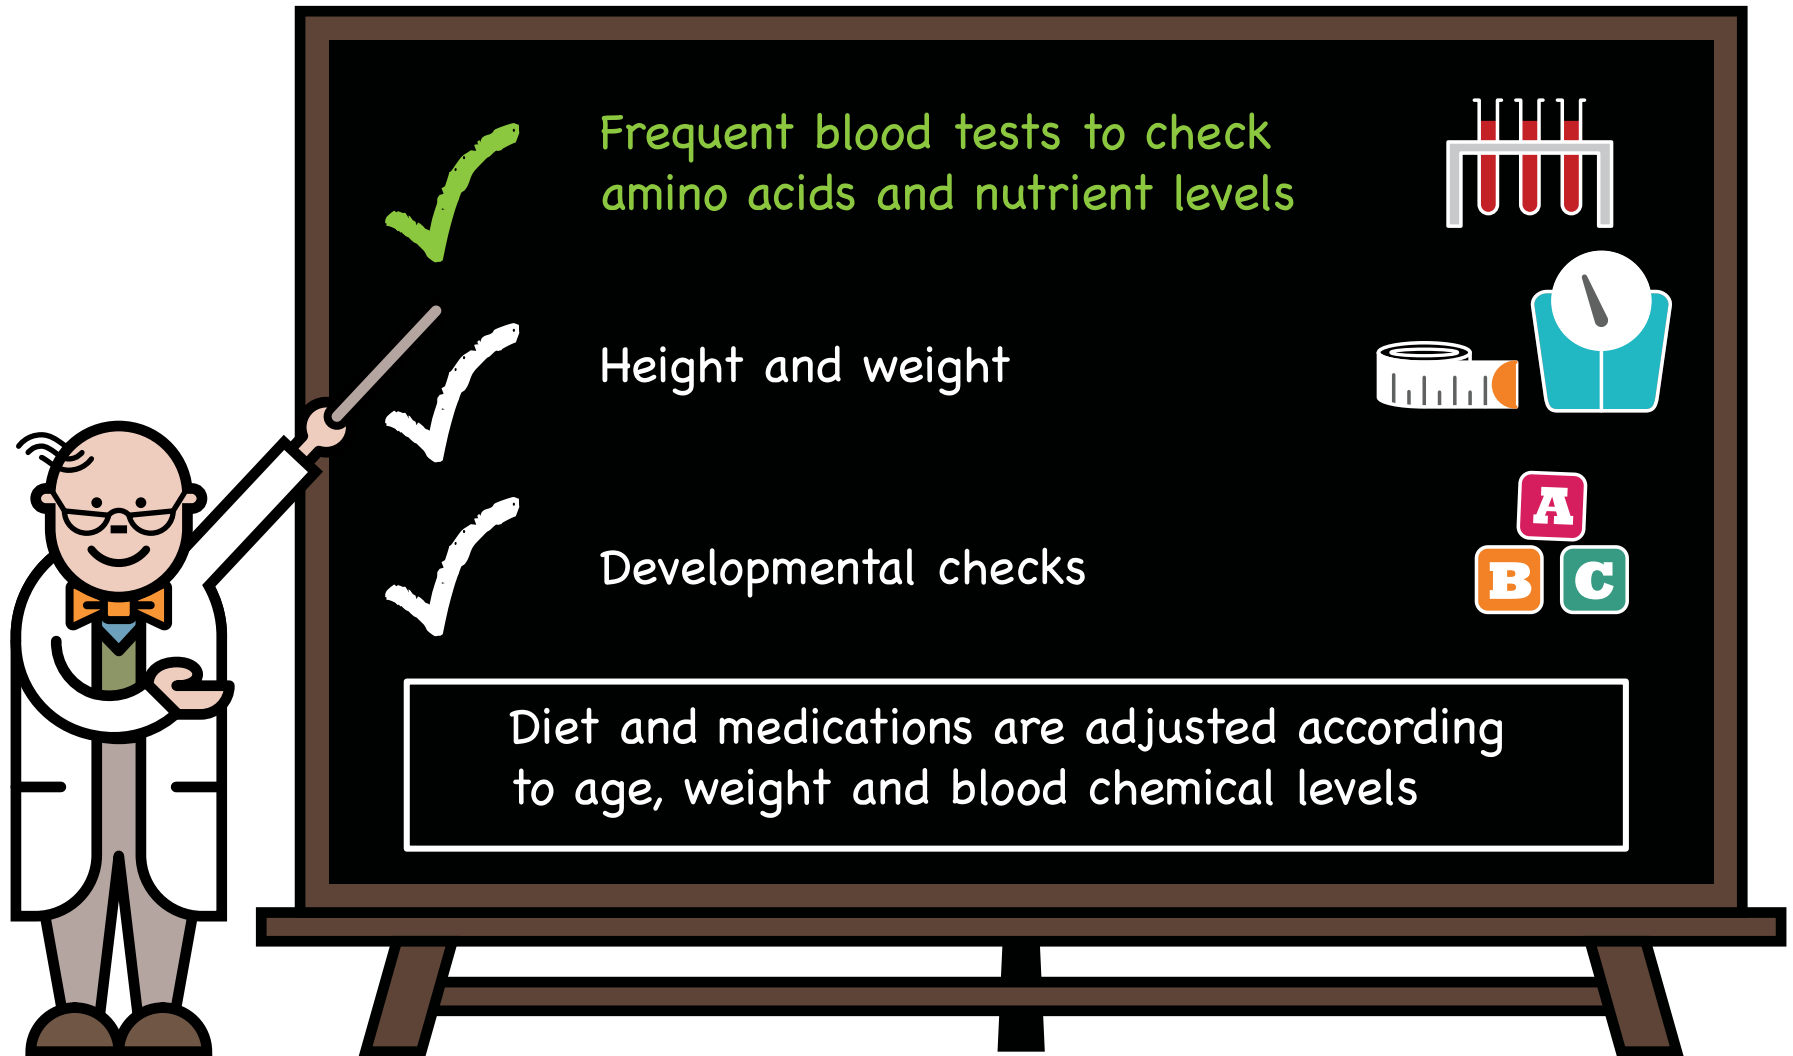 Frequent blood tests to check
amino acids and nutrient levels
Height and weight
Developmental checks
A
B C
Diet and medications are adjusted according
to age, weight and blood chemical levels